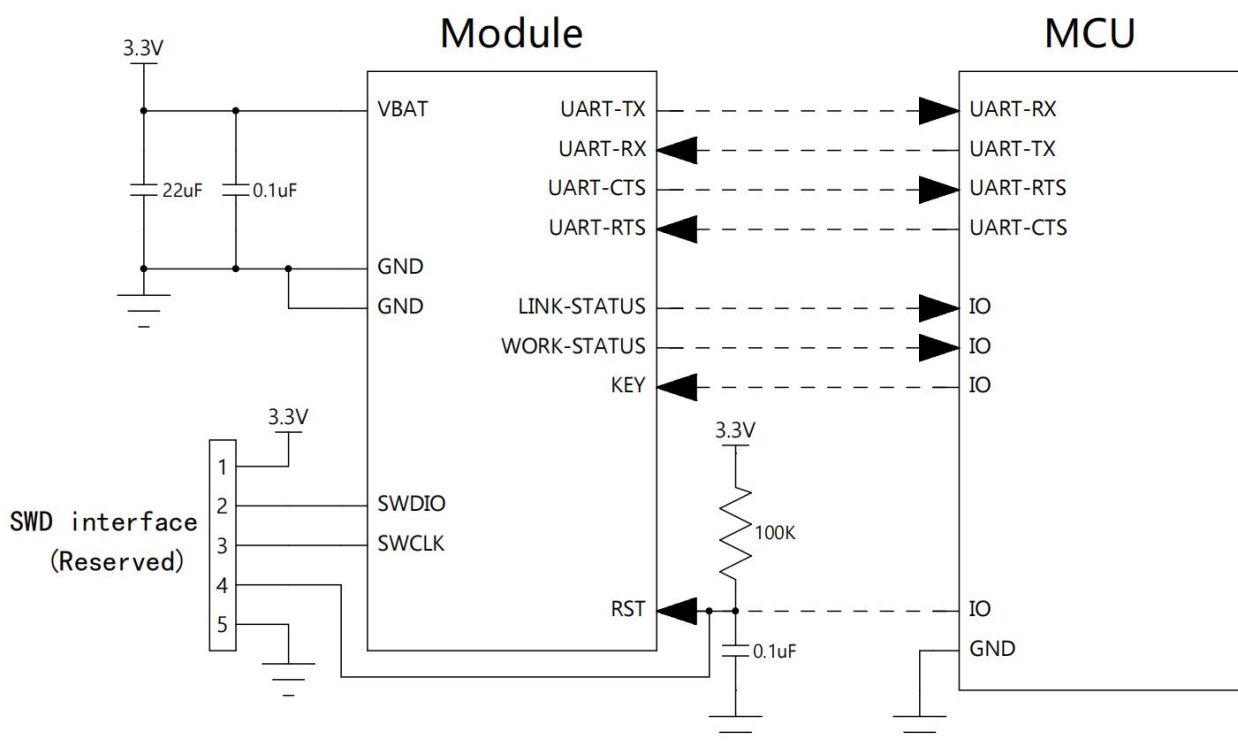 Module
MCU
3.3V
VBAT
UART-TX
UART-RX
UART-RX
UART-TX
22uF
0.1uF
UART-CTS
UART-RTS
UART-RTS
UART-CTS
GND
GND
LINK-STATUS
IO
WORK-STATUS
IO
KEY
IO
3.3V
3.3V
1
2
SWDIO
SWD interface
(Reserved)
3
SWCLK
100K
4
5
RST
IO
0.1uF
GND